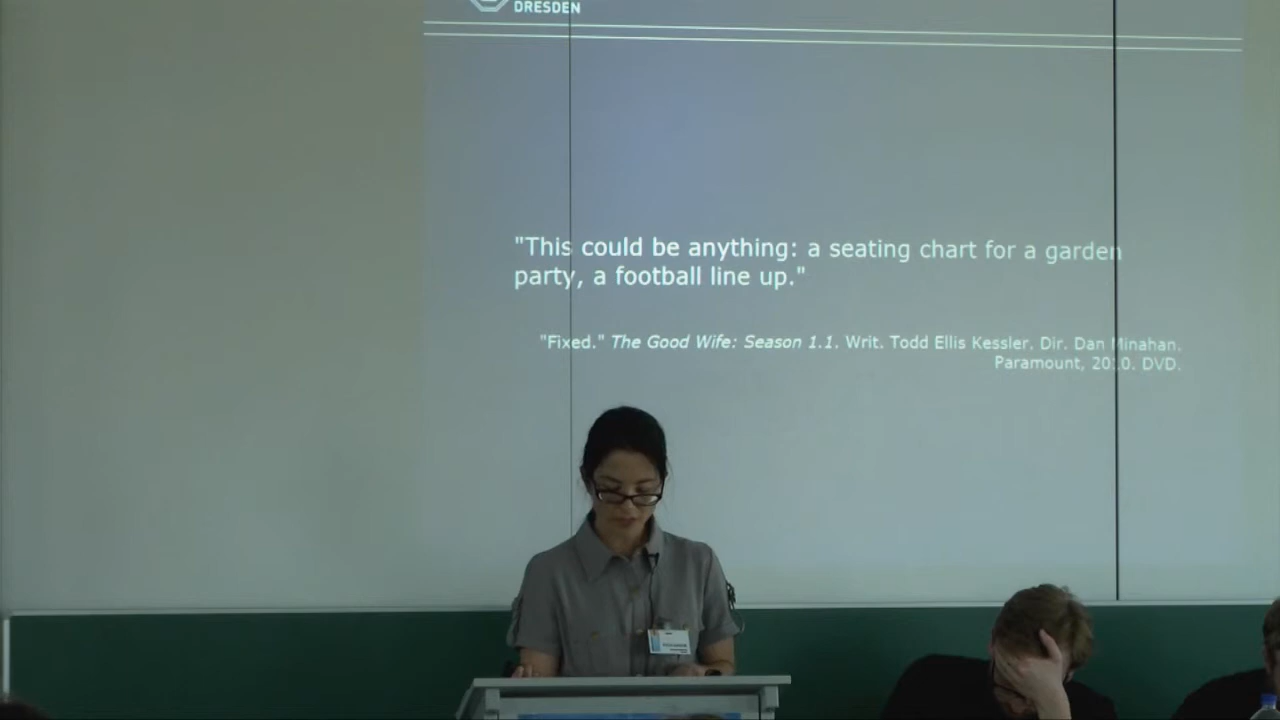 DRESDEN
"This could be anything: a seating chart for a garden
party, a football line up."
"Fixed." The Good Wife: Season 1.1. Writ. Todd Ellis Kessler. Dir. Dan Minahan.
Paramount, 2010. DVD.